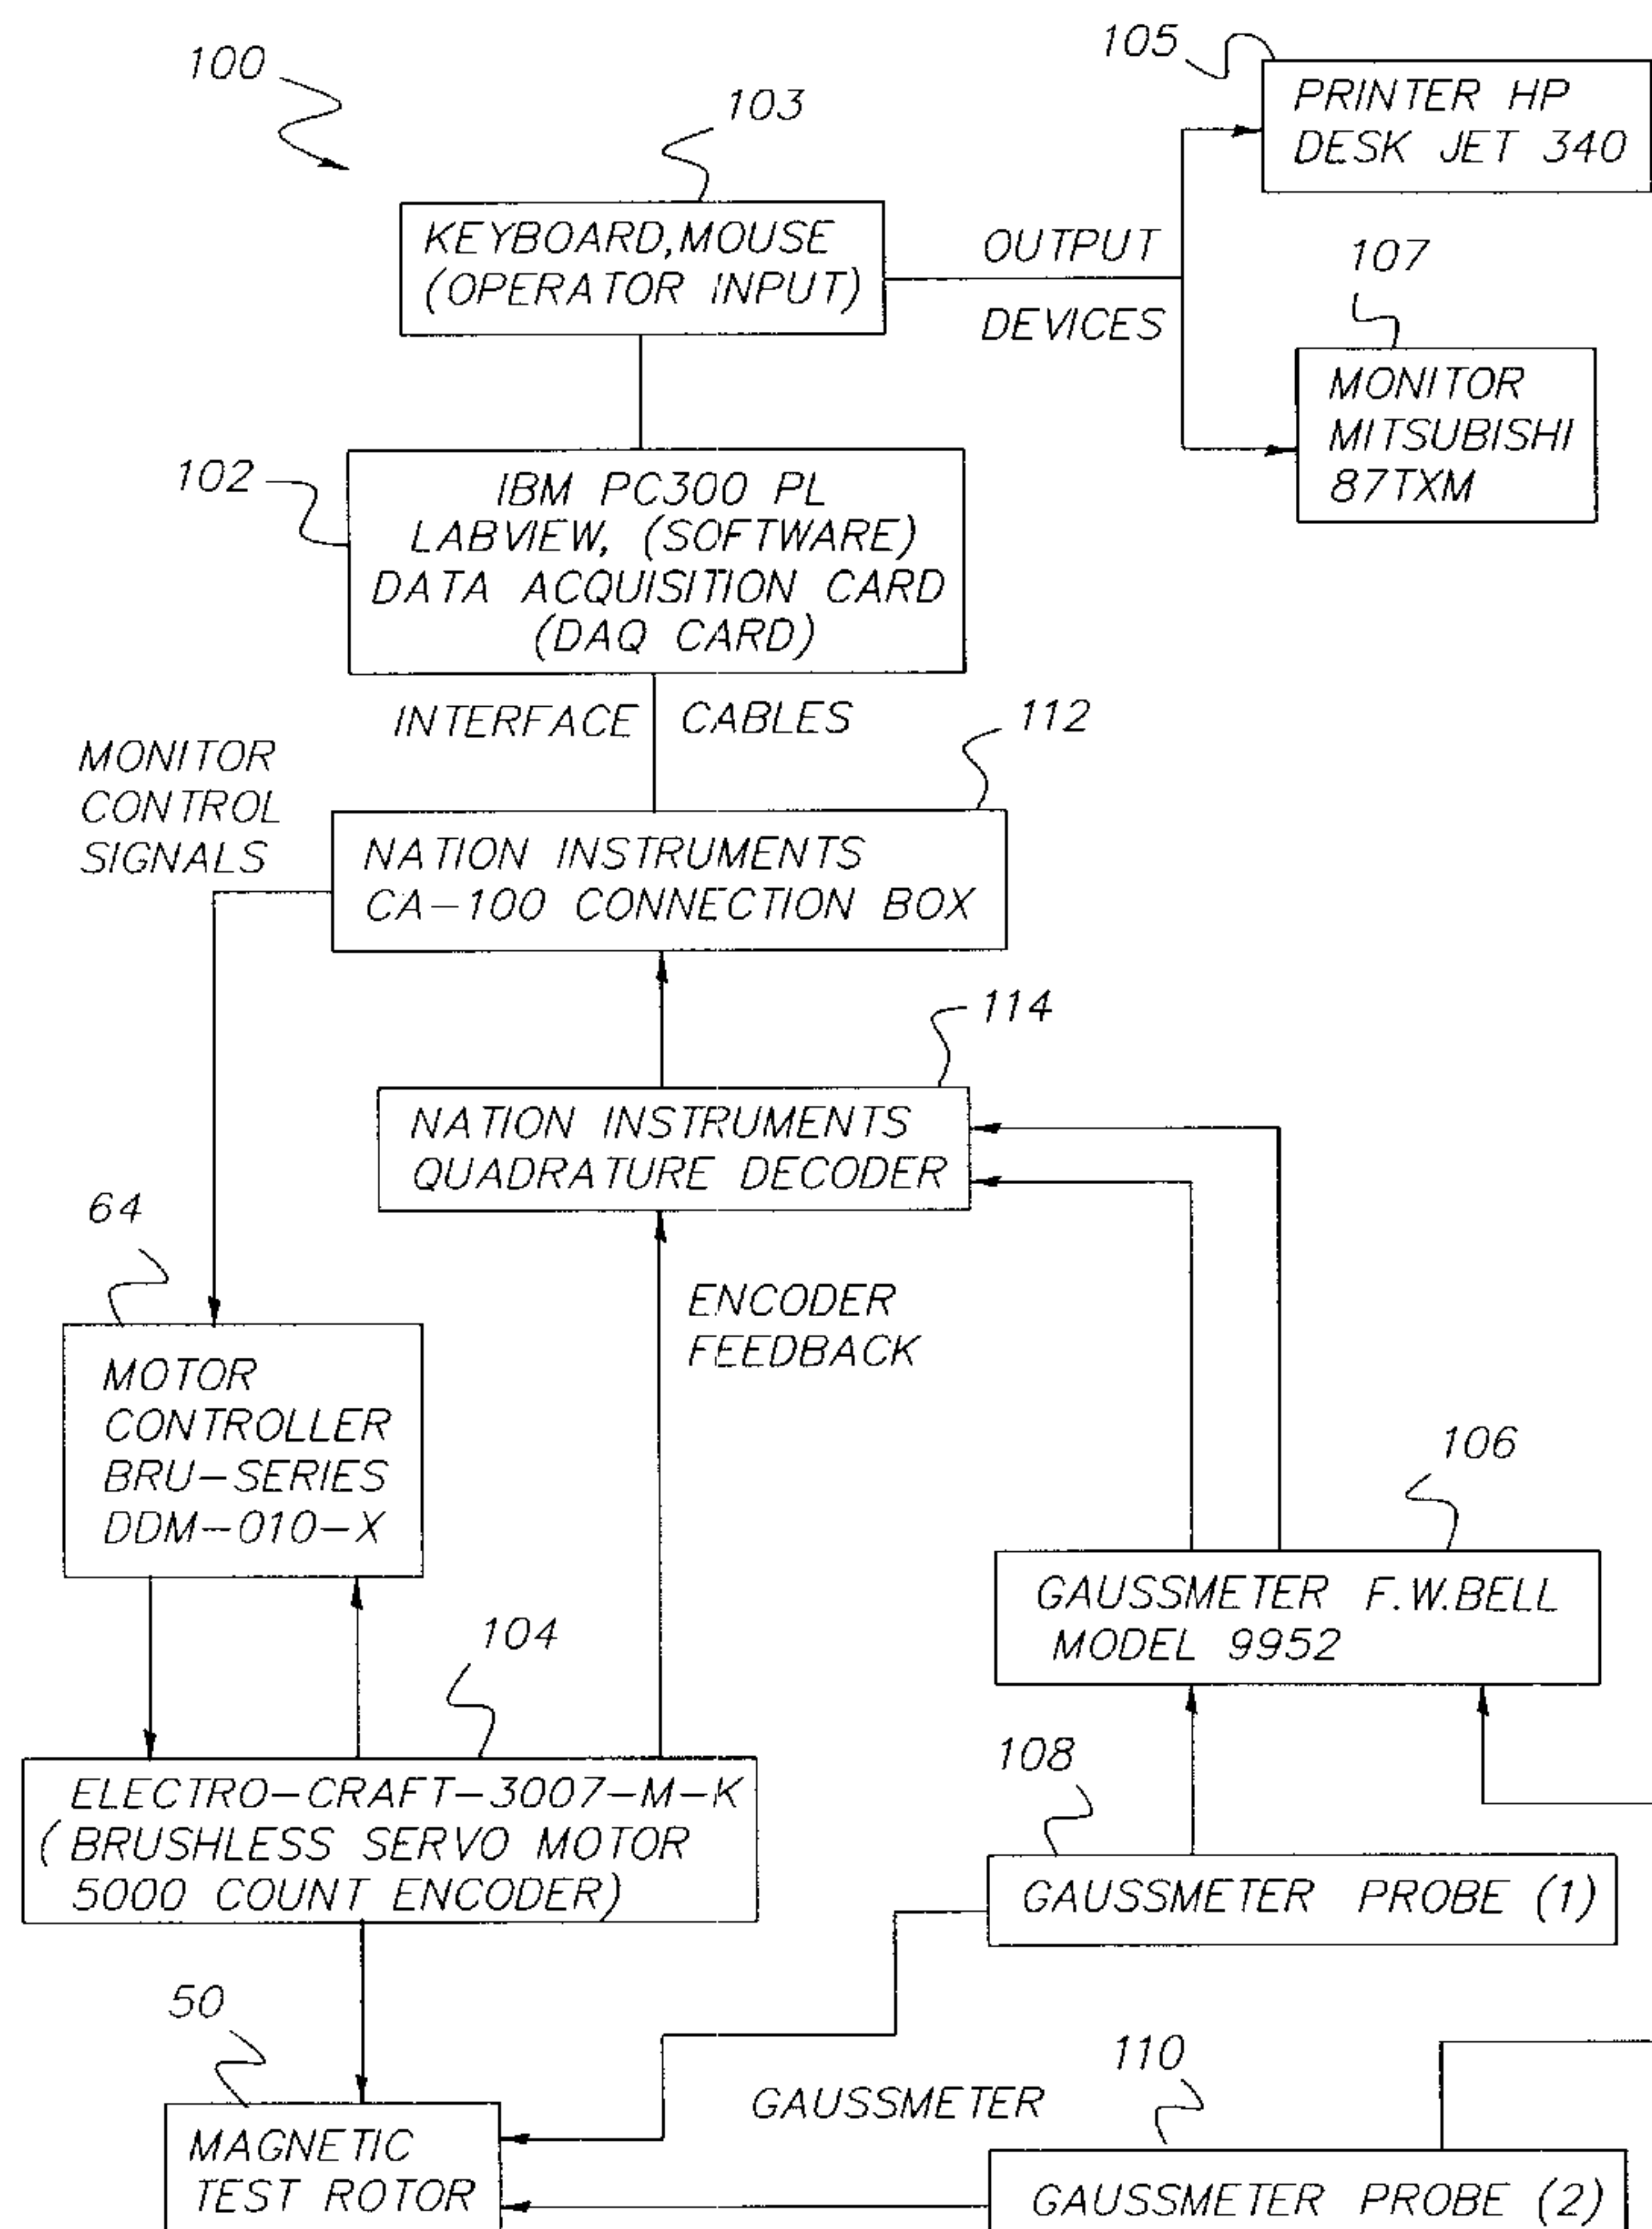 100
103
105
PRINTER HP
DESK JET 340
KEYBOARD,MOUSE
(OPERATOR INPUT)
OUTPUT
DEVICES
107
MONITOR
MITSUBISHI
87TXM
102
IBM PC300 PL
LABVIEW, (SOFTWARE)
DATA ACQUISITION CARD
(DAQ CARD)
INTERFACE CABLES
112
MONITOR
CONTROL
SIGNALS
NATION INSTRUMENTS
CA-100 CONNECTION BOX
114
NATION INSTRUMENTS
QUADRATURE DECODER
64
ENCODER
FEEDBACK
MOTOR
CONTROLLER
BRU-SERIES
DDM-010-X
106
GAUSSMETER F.W.BELL
MODEL 9952
104
ELECTRO-CRAFT-3007-M-K
(BRUSHLESS SERVO MOTOR
5000 COUNT ENCODER)
108
GAUSSMETER PROBE (1)
50
MAGNETIC
TEST ROTOR
GAUSSMETER
110
GAUSSMETER PROBE (2)